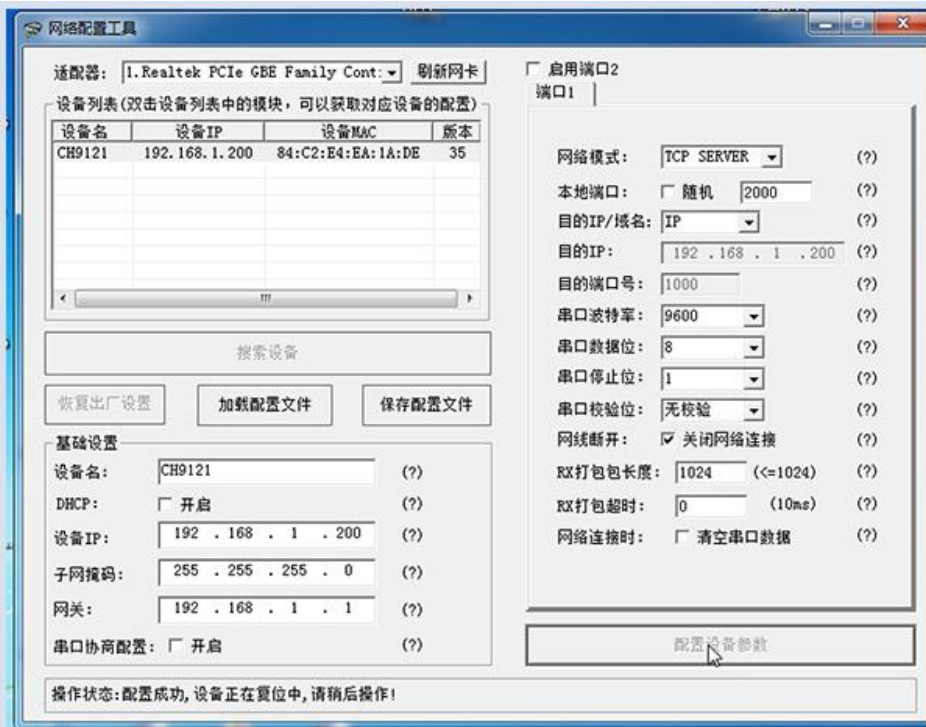 网络配置工具
适配器： 1.Realtek PCIe GBE Family Cont: 刷新网卡
设备列表(双击设备列表中的模块，可以获取对应设备的配置)
设备名 设备IP 设备MAC 版本
CH9121 192.168.1.200 84:C2:E4:EA:1A:DE 35
搜索设备
恢复出厂设置 加载配置文件 保存配置文件
基础设置
设备名： CH9121 (?)
DHCP： 开启 (?)
设备IP： 192 . 168 . 1 . 200 (?)
子网掩码： 255 . 255 . 255 . 0 (?)
网关： 192 . 168 . 1 . 1 (?)
串口协商配置： 开启 (?)
启用端口2
端口1
网络模式： TCP SERVER (?)
本地端口： 随机 2000 (?)
目的IP/域名： IP (?)
目的IP： 192 . 168 . 1 . 200 (?)
目的端口号： 1000 (?)
串口波特率： 9600 (?)
串口数据位： 8 (?)
串口停止位： 1 (?)
串口校验位： 无校验 (?)
网线断开： 关闭网络连接 (?)
RX打包包长度： 1024 (<=1024) (?)
RX打包超时： 0 (10ms) (?)
网络连接时： 清空串口数据 (?)
配置设备参数
操作状态:配置成功,设备正在复位中,请稍后操作!